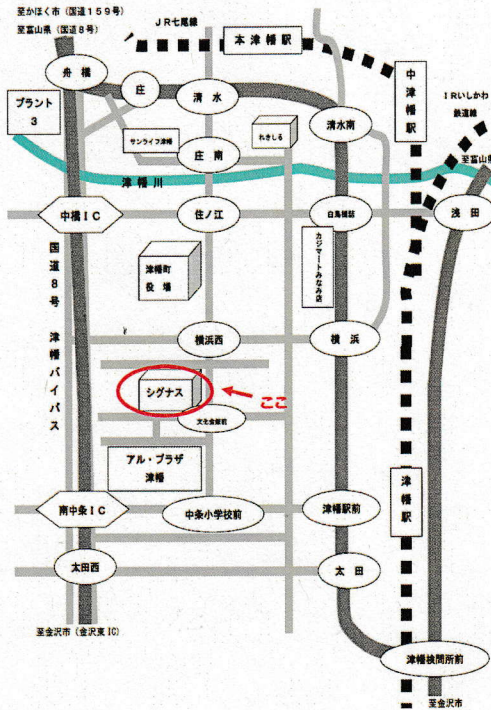 至かほく市（国道１５９号）
至富山県（国道８号）
ＪＲ七尾線
本津幡駅
中津幡駅
舟橋
庄
清水
プラント
３
サンライフ津幡
れきしる
清水南
ＩＲいしかわ
鉄道線
庄南
至富山県
津幡川
中橋ＩＣ
住ノ江
白鳥橋詰
浅田
国道８号
津幡バイパス
津幡町
役場
カジマートみなみ店
横浜西
横浜
シグナス
ここ
文化会館前
アル・プラザ
津幡
津幡駅
南中条ＩＣ
中条小学校前
津幡駅前
太田西
太田
至金沢市（金沢東IC）
津幡検問所前
至金沢市